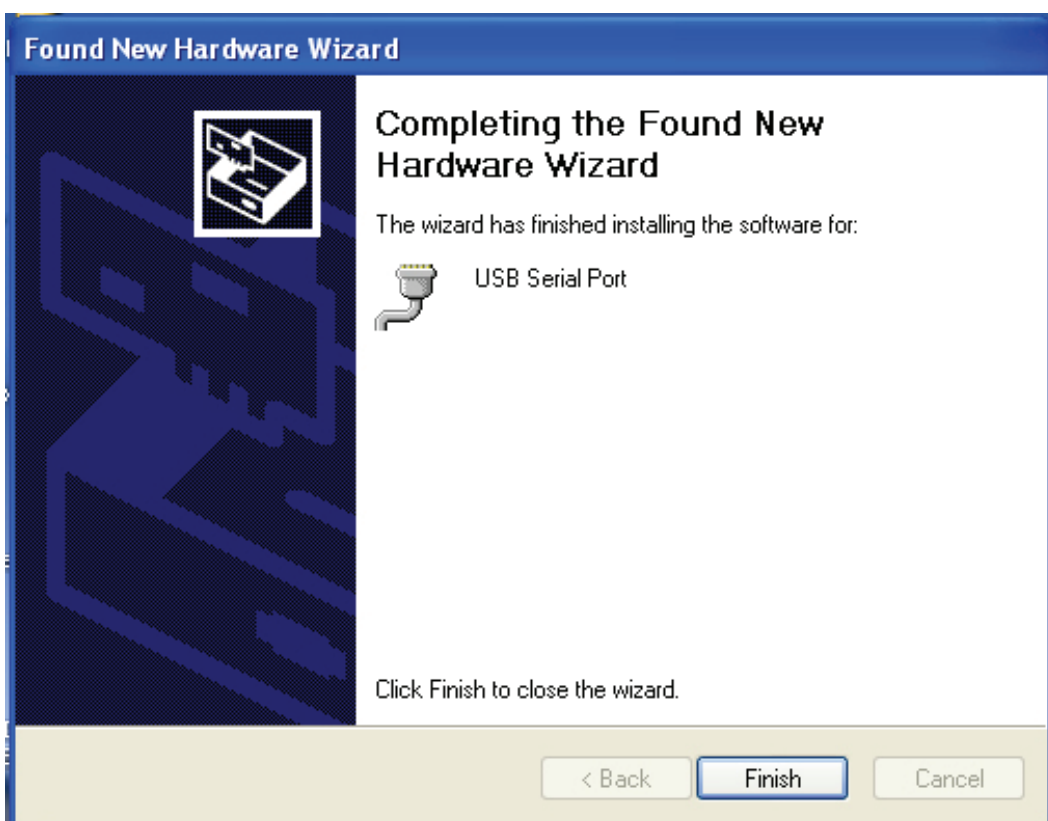 Found New Hardware Wizard
Completing the Found New
Hardware Wizard
The wizard has finished installing the software for:
USB Serial Port
Click Finish to close the wizard.
< Back
Finish
Cancel